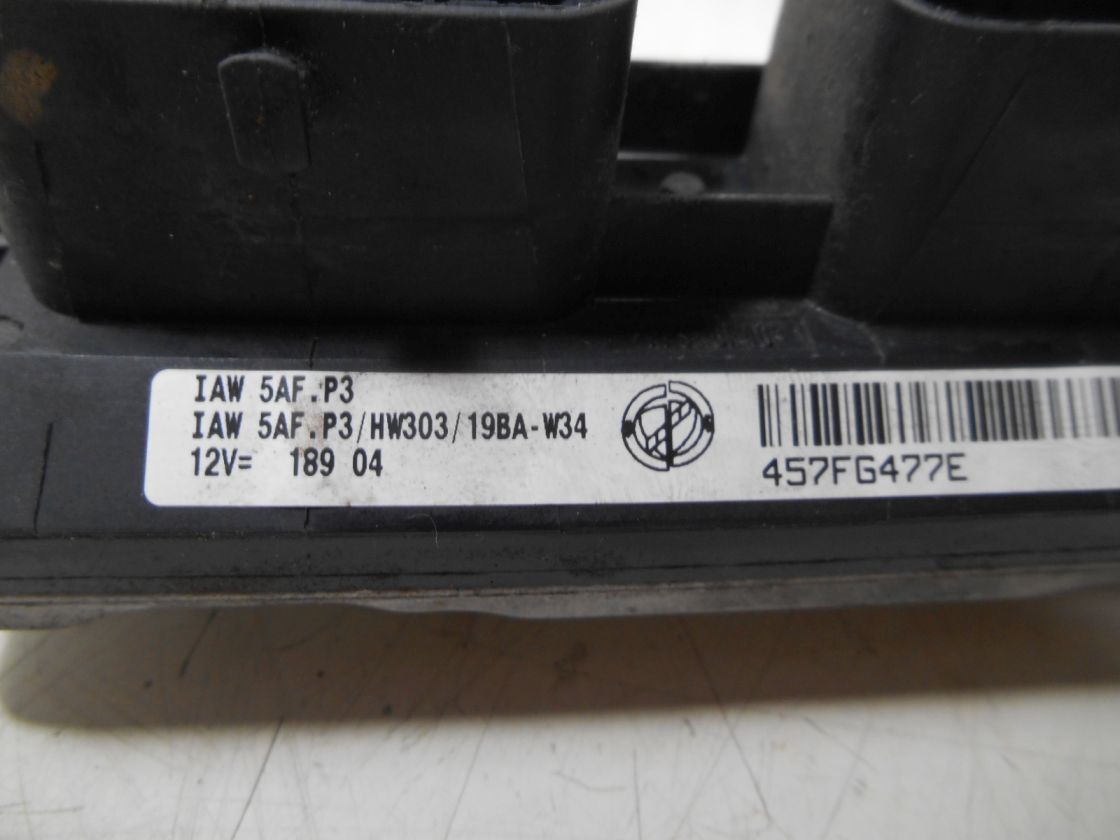 IAW 5AF.P3
IAW 5AF.P3/HW303/19BA-W34
12V= 189 04
457FG477E